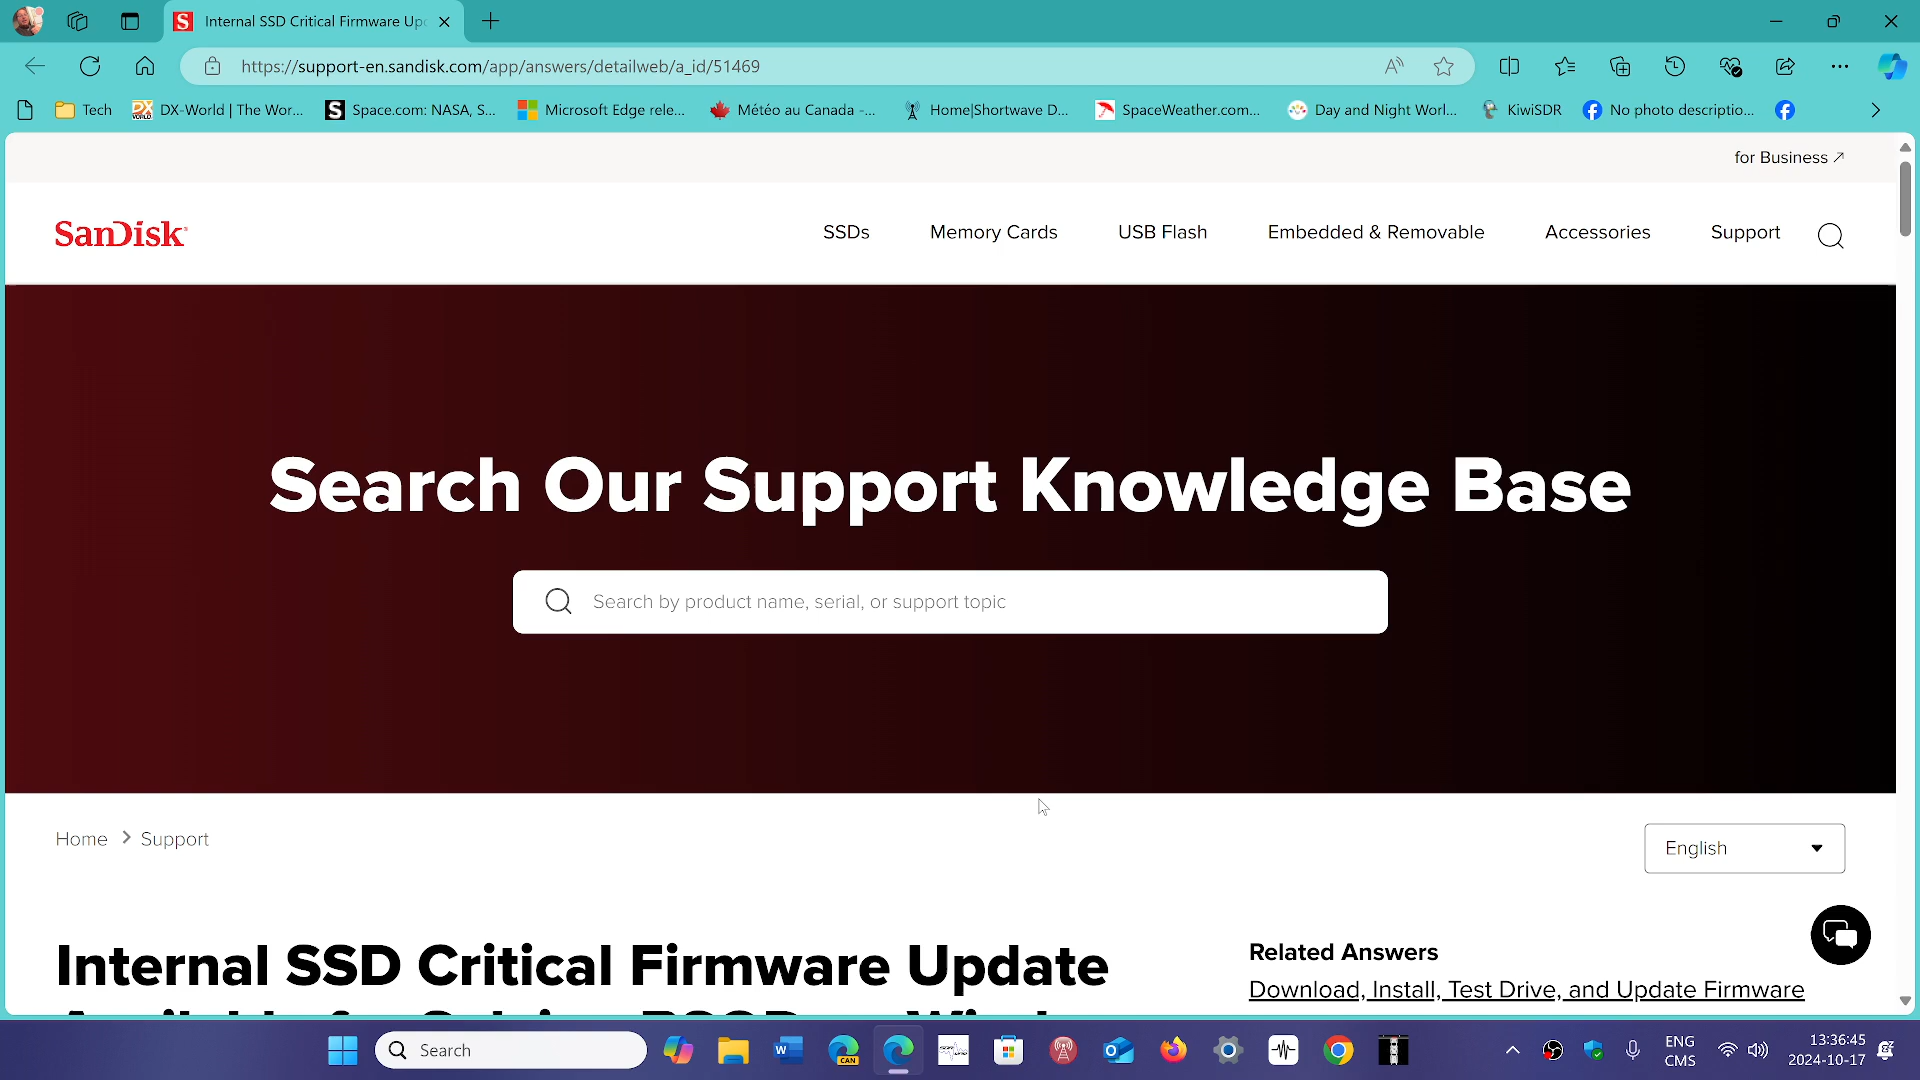 Internal SSD Critical Firmware Up
https://support-en.sandisk.com/app/answers/detailweb/a_id/51469
Tech
DX-World | The Wor...
Space.com: NASA, S...
Microsoft Edge rele...
Météo au Canada -...
Home|Shortwave D...
SpaceWeather.com...
Day and Night Worl...
KiwiSDR
No photo descriptio...
for Business ↗
SanDisk
SSDs
Memory Cards
USB Flash
Embedded & Removable
Accessories
Support
Search Our Support Knowledge Base
Search by product name, serial, or support topic
Home > Support
English
Internal SSD Critical Firmware Update
Related Answers
Download, Install, Test Drive, and Update Firmware
Search
CAN
ENG
CMS
13:36:45
2024-10-17